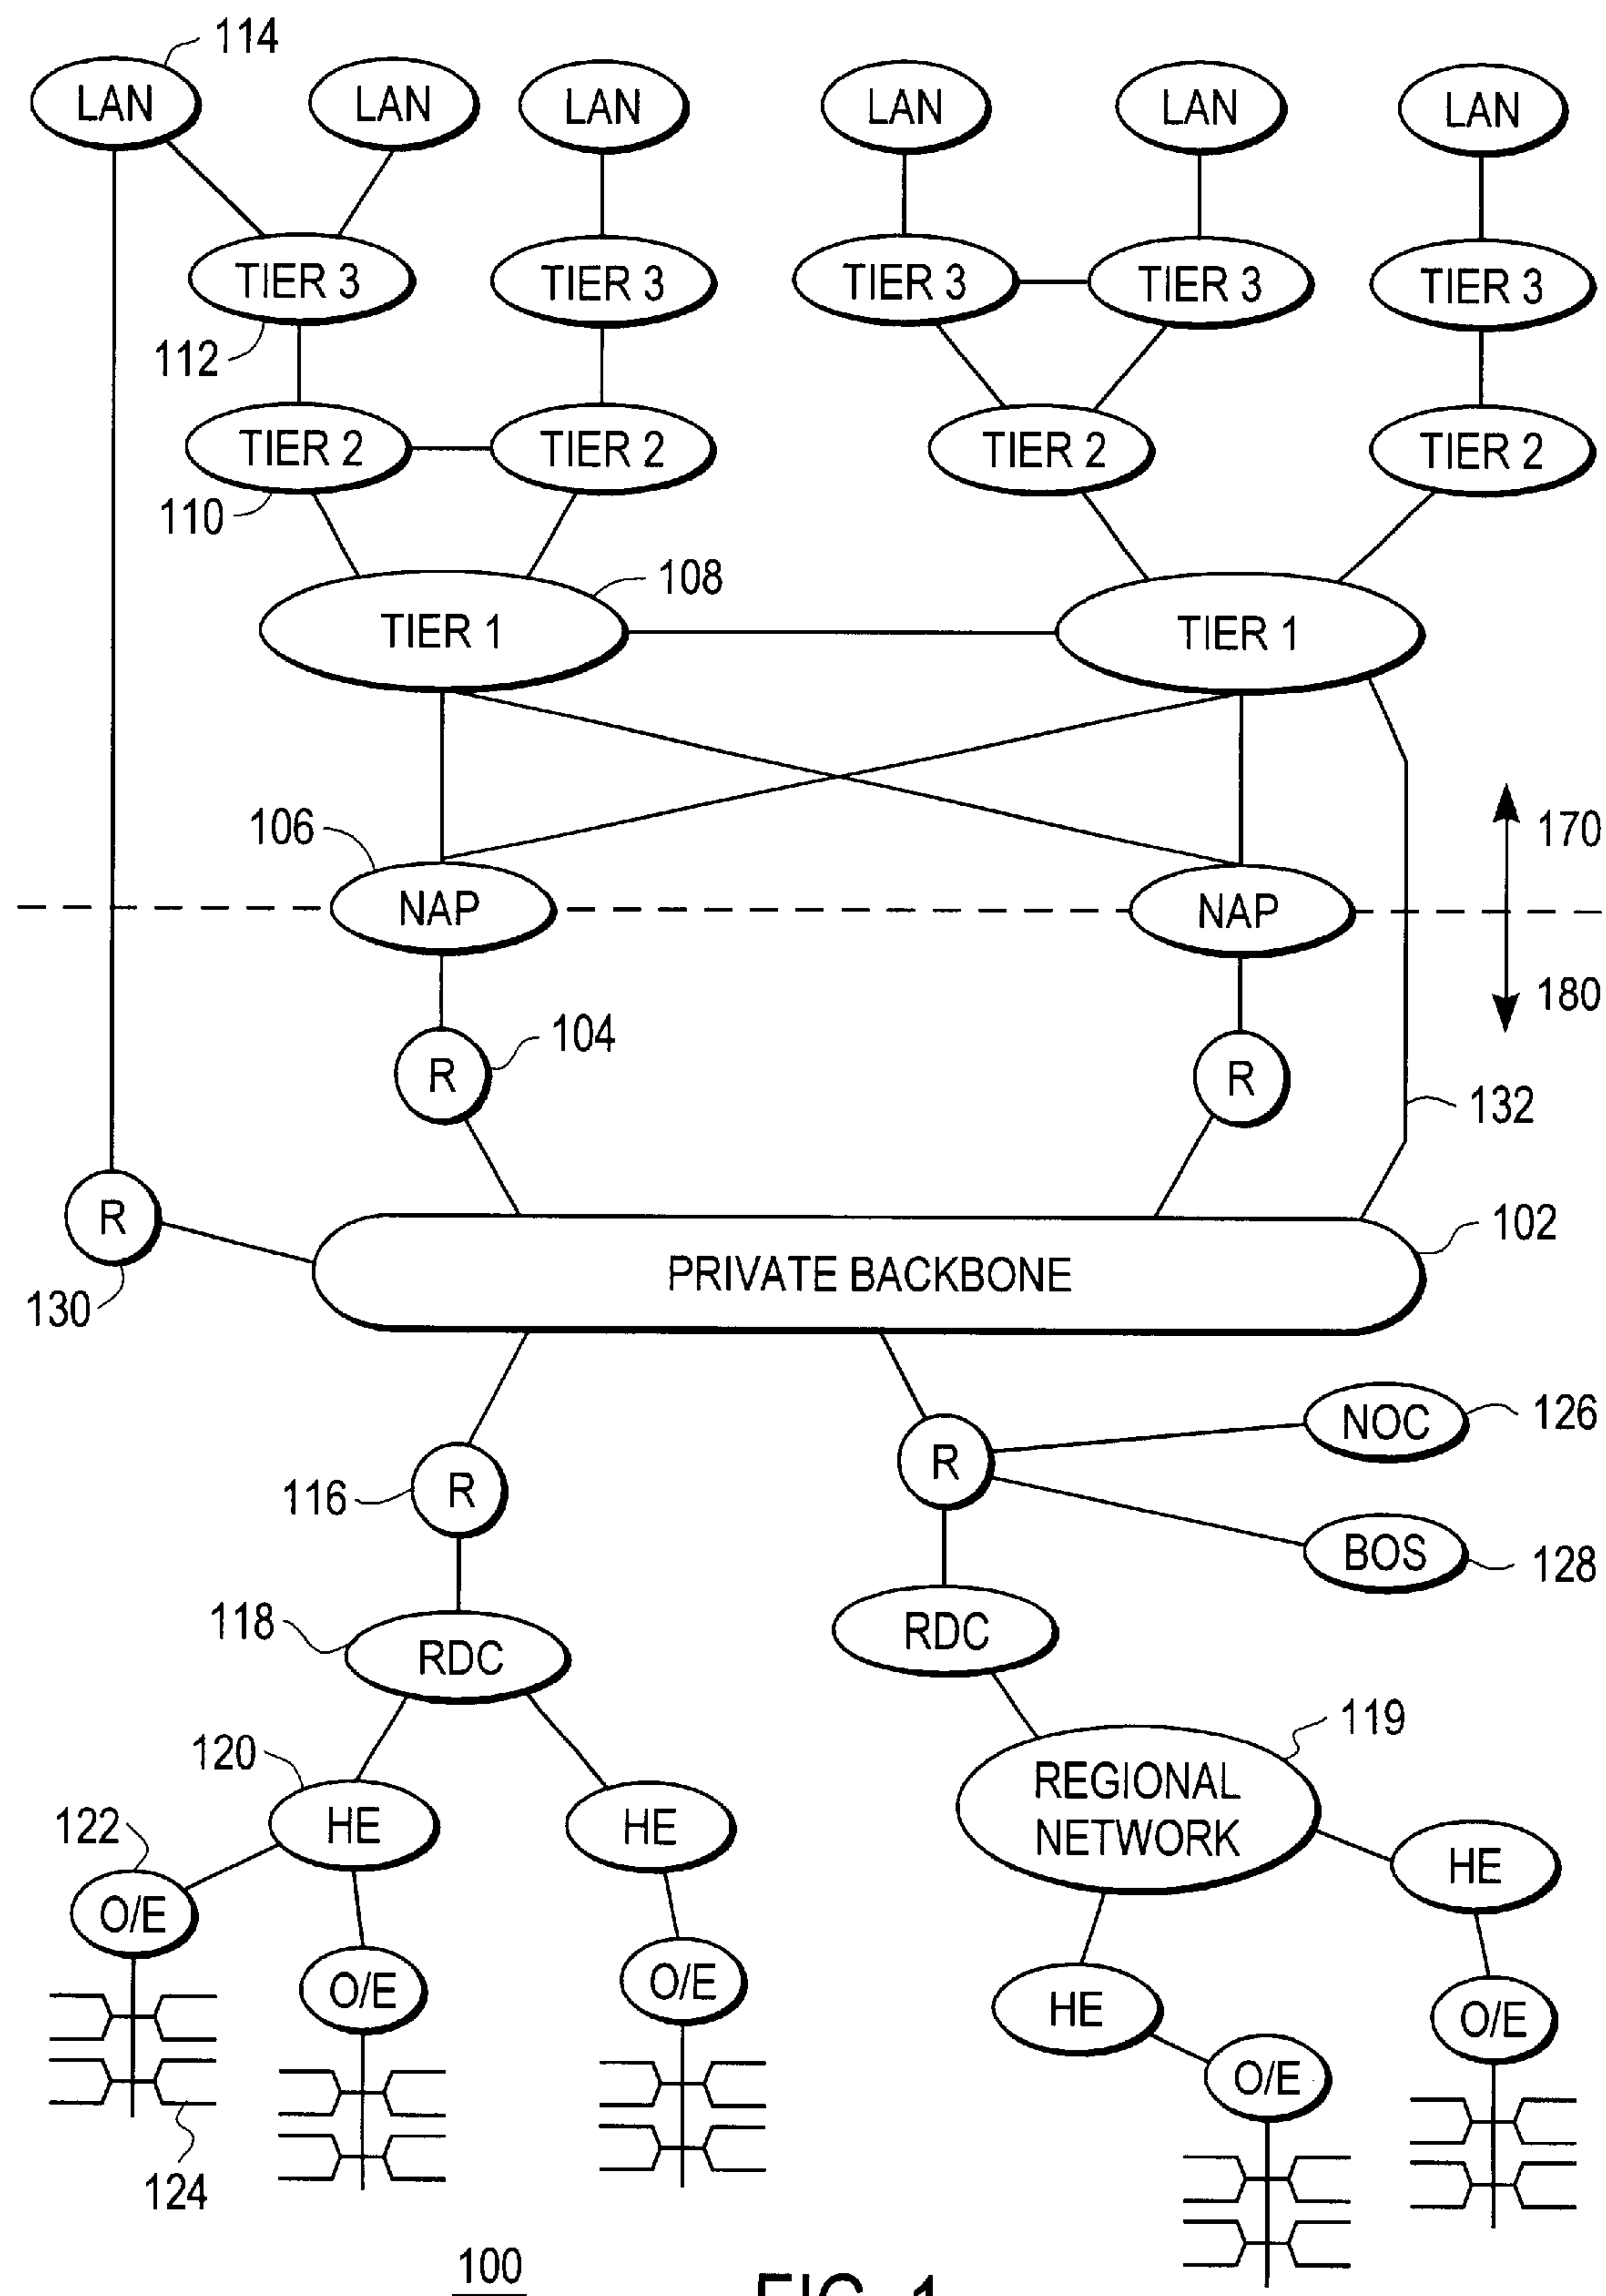 114
LAN LAN LAN LAN LAN LAN
TIER 3 TIER 3 TIER 3 TIER 3 TIER 3
112
TIER 2 TIER 2 TIER 2 TIER 2
110
108
TIER 1 TIER 1
106
170
NAP NAP
180
104
R R
132
R
102
PRIVATE BACKBONE
130
NOC 126
R
116 R
BOS 128
118
RDC
RDC
119
120
REGIONAL
NETWORK
122
HE HE
HE
O/E
O/E O/E
HE
O/E
O/E
124
100
FIG. 1